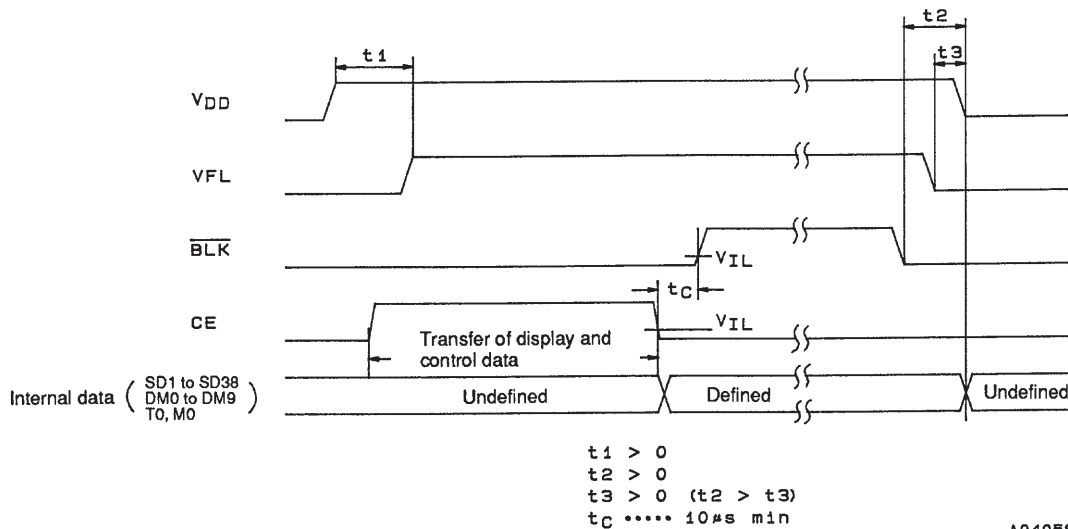 t2
t1
t3
VDD
VFL
BLK
VIL
tC
CE
VIL
Transfer of display and
control data
Internal data
SD1 to SD38
DM0 to DM9
T0, M0
Undefined
Defined
Undefined
t1 > 0
t2 > 0
t3 > 0 (t2 > t3)
tC ••••• 10µs min